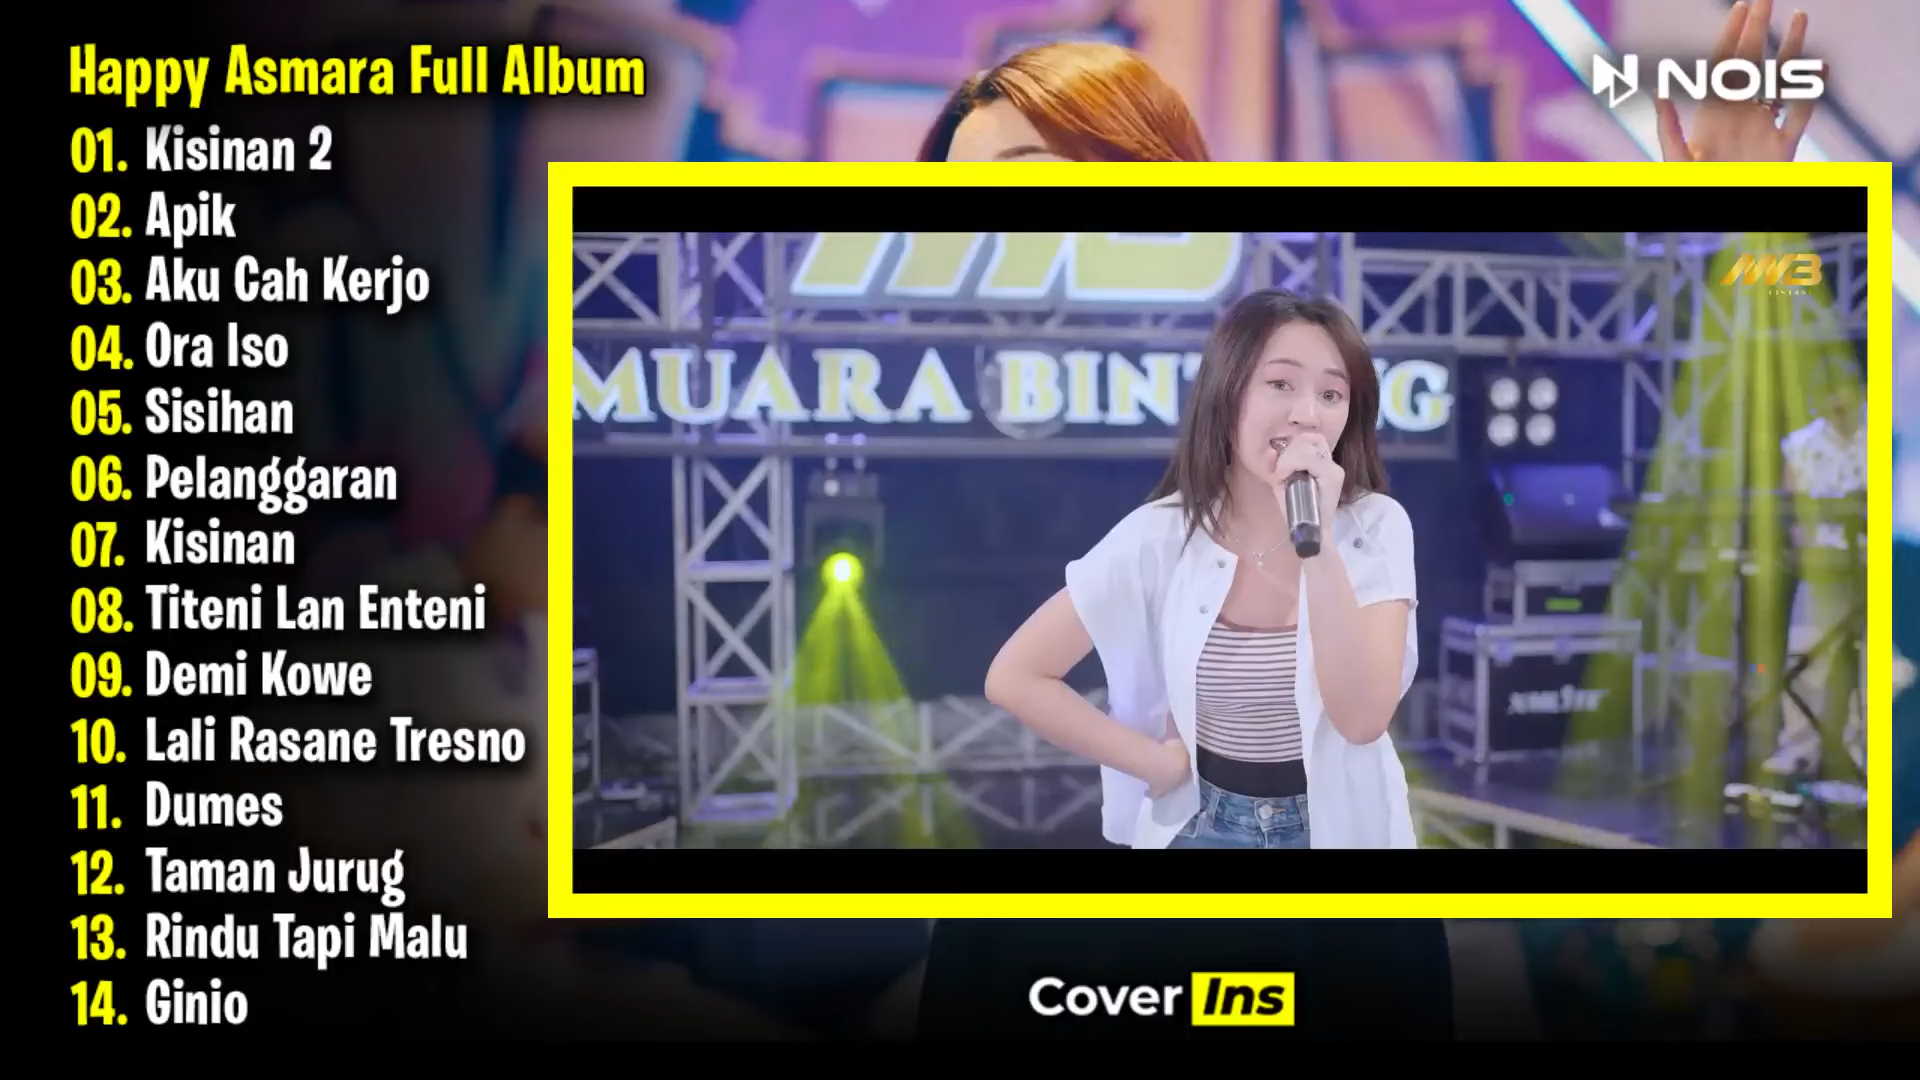 Happy Asmara Full Album
NOIS
01. Kisinan 2
02. Apik
03. Aku Cah Kerjo
04. Ora Iso
05. Sisihan
06. Pelanggaran
07. Kisinan
08. Titeni Lan Enteni
09. Demi Kowe
10. Lali Rasane Tresno
11. Dumes
12. Taman Jurug
13. Rindu Tapi Malu
14. Ginio
MB
MUARA BIN G
Cover Ins